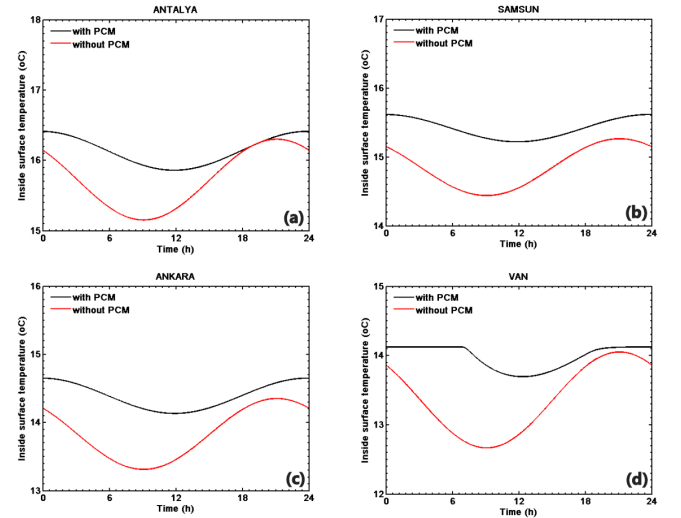 ANTALYA
with PCM
without PCM
Inside surface temperature (oC)
18
17
16
15
0
6
12
18
24
Time (h)
(a)
SAMSUN
with PCM
without PCM
Inside surface temperature (oC)
17
16
15
14
0
6
12
18
24
Time (h)
(b)
ANKARA
with PCM
without PCM
Inside surface temperature (oC)
16
15
14
13
0
6
12
18
24
Time (h)
(c)
VAN
with PCM
without PCM
Inside surface temperature (oC)
15
14
13
12
0
6
12
18
24
Time (h)
(d)